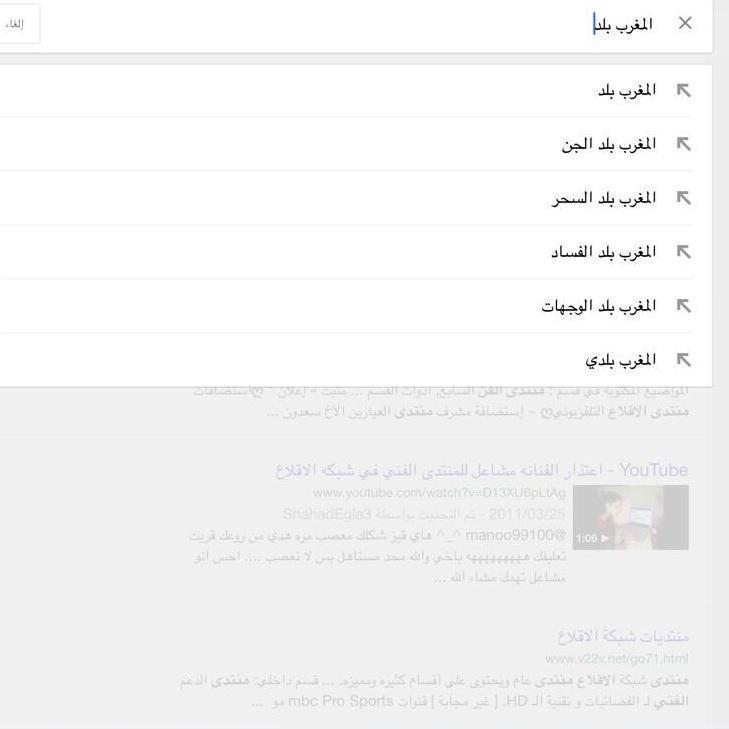 المغرب بلد
إلغاء
المغرب بلد
المغرب بلد الجن
المغرب بلد السحر
المغرب بلد الفساد
المغرب بلد الوجهات
المغرب بلدي
المواضيع المكتوبة في قسم : منتدى الفن السابع, أدوات القسم ... مثبت » إعلان
منتدى الاقلاع التلفزيوني ~ إستضافة مشرف منتدى العيارين الآخ سعدون ...
YouTube - اعتذار الفنانه مشاعل للمنتدى الفني في شبكه الاقلاع
www.youtube.com/watch?v=D13XU6pLtAg
2011/03/25 - تم التحديث بواسطة ShahadEgla3
@manoo99100 ^_^ هاي قيز شكلك معصب مره هدي من روعك قريت
تعليقك هههههههه ياخي والله محد مستاهل بس لا تعصب .... احس انو
مشاعل تهمك مشاء الله ...
1:06
منتديات شبكة الاقلاع
www.v22v.net/go71.html
منتدى شبكة الاقلاع منتدى عام ويحتوى على أقسام كثيره ومميزه. ... قسم داخلي: منتدى الدعم
الفني لـ الفضائيات و تقنية الـ HD. [ غير مجابة ] قنوات mbc Pro Sports مو ...